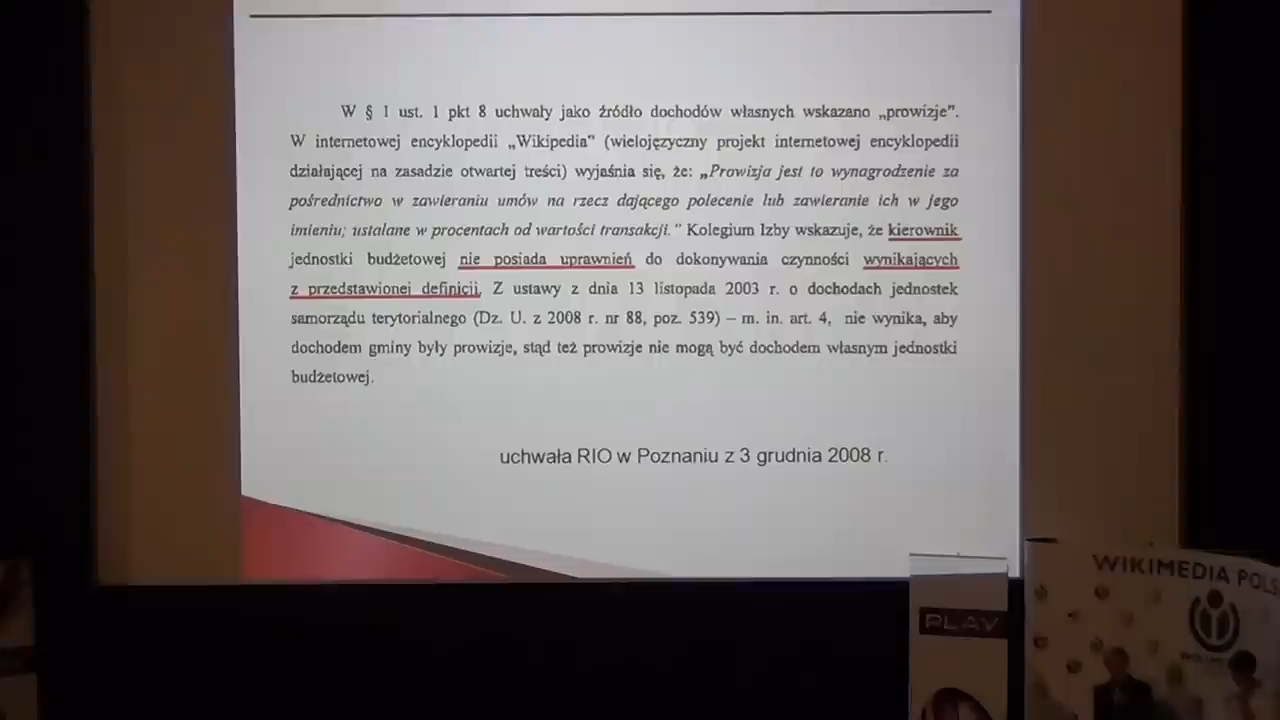 W § 1 ust. 1 pkt 8 uchwały jako źródło dochodów własnych wskazano „prowizje”.
W internetowej encyklopedii „Wikipedia” (wielojęzyczny projekt internetowej encyklopedii
działającej na zasadzie otwartej treści) wyjaśnia się, że: „Prowizja jest to wynagrodzenie za
pośrednictwo w zawieraniu umów na rzecz dającego polecenie lub zawieranie ich w jego
imieniu; ustalane w procentach od wartości transakcji.” Kolegium Izby wskazuje, że kierownik
jednostki budżetowej nie posiada uprawnień do dokonywania czynności wynikających
z przedstawionej definicji. Z ustawy z dnia 13 listopada 2003 r. o dochodach jednostek
samorządu terytorialnego (Dz. U. z 2008 r. nr 88, poz. 539) – m. in. art. 4, nie wynika, aby
dochodem gminy były prowizje, stąd też prowizje nie mogą być dochodem własnym jednostki
budżetowej.
uchwała RIO w Poznaniu z 3 grudnia 2008 r.
PLAY
WIKIMEDIA POLS